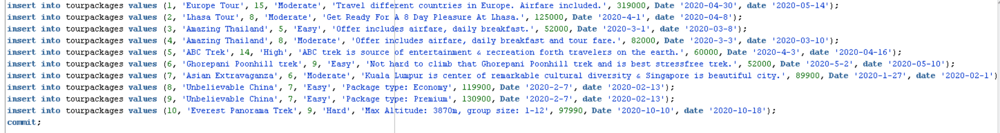 insert into tourpackages values (1, 'Europe Tour', 15, 'Moderate', 'Travel different countries in Europe. Airfare included.', 319000, Date '2020-04-30', date '2020-05-14');
insert into tourpackages values (2, 'Lhasa Tour', 8, 'Moderate', 'Get Ready For A 8 Day Pleasure At Lhasa.', 125000, Date '2020-4-1', date '2020-04-8');
insert into tourpackages values (3, 'Amazing Thailand', 5, 'Easy', 'Offer includes airfare, daily breakfast.', 52000, Date '2020-3-1', date '2020-03-8');
insert into tourpackages values (4, 'Amazing Thailand', 8, 'Moderate', 'Offer includes airfare, daily breakfast and tour fare.', 82000, Date '2020-3-3', date '2020-03-10');
insert into tourpackages values (5, 'ABC Trek', 14, 'High', 'ABC trek is source of entertainment & recreation forth travelers on the earth.', 60000, Date '2020-4-3', date '2020-04-16');
insert into tourpackages values (6, 'Ghorepani Poonhill trek', 9, 'Easy', 'Not hard to climb that Ghorepani Poonhill trek and is best stressfree trek.', 52000, Date '2020-5-2', date '2020-05-10');
insert into tourpackages values (7, 'Asian Extravaganza', 6, 'Moderate', 'Kuala Lumpur is center of remarkable cultural diversity & Singapore is beautiful city.', 89900, Date '2020-1-27', date '2020-02-1')
insert into tourpackages values (8, 'Unbelievable China', 7, 'Easy', 'Package type: Economy', 119900, Date '2020-2-7', date '2020-02-13');
insert into tourpackages values (9, 'Unbelievable China', 7, 'Easy', 'Package type: Premium', 130900, Date '2020-2-7', date '2020-02-13');
insert into tourpackages values (10, 'Everest Panorama Trek', 9, 'Hard', 'Max Altitude: 3870m, group size: 1-12', 97990, Date '2020-10-10', date '2020-10-18');
commit;